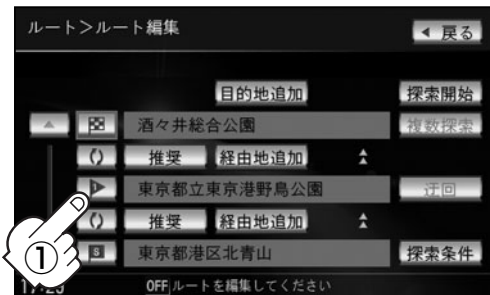 ルート＞ルート編集
◀ 戻る
目的地追加 探索開始
酒々井総合公園 複数探索
推奨 経由地追加
東京都立東京港野鳥公園 迂回
推奨 経由地追加
S 東京都港区北青山 探索条件
①
OFF ルートを編集してください